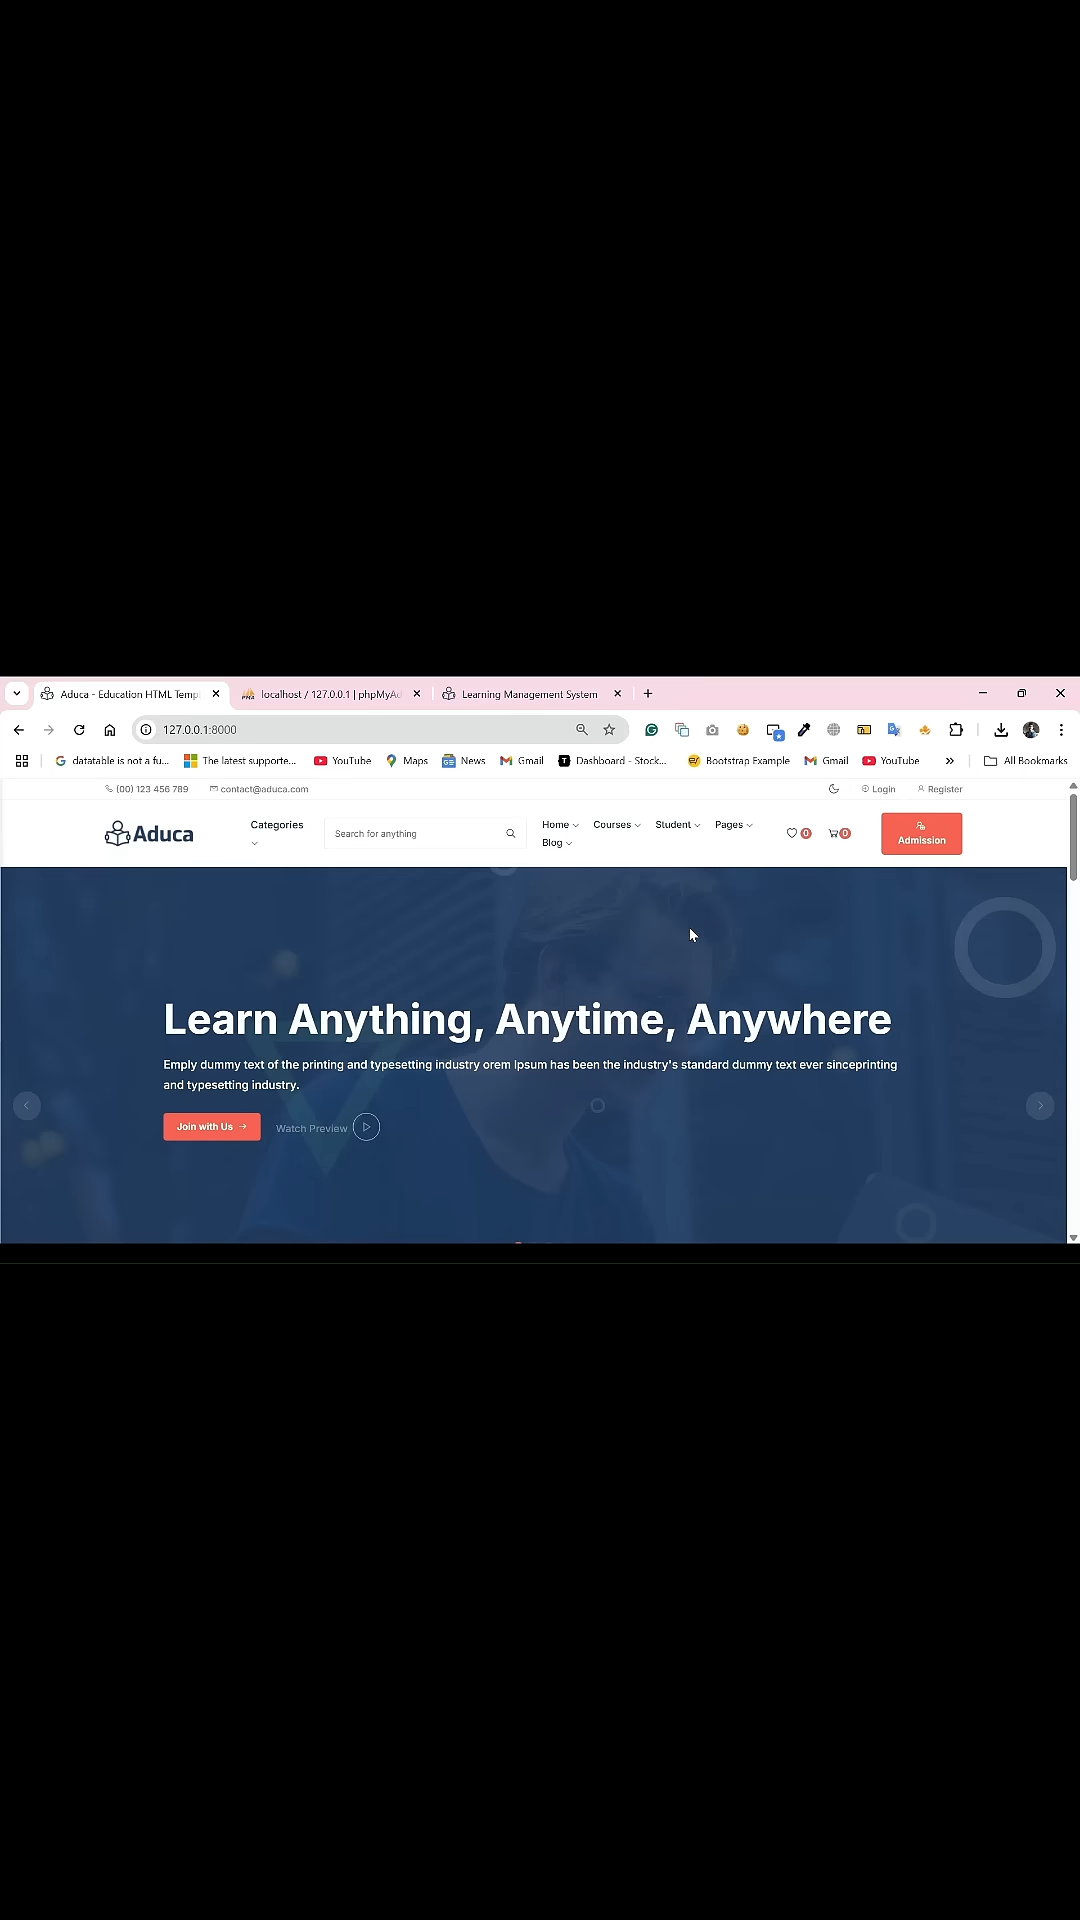 Aduca - Education HTML Temp
localhost / 127.0.0.1 | phpMyAd
Learning Management System
127.0.0.1:8000
datatable is not a fu...
The latest supporte...
YouTube
Maps
News
Gmail
Dashboard - Stock...
Bootstrap Example
Gmail
YouTube
All Bookmarks
(00) 123 456 789
contact@aduca.com
Login
Register
Aduca
Categories
Search for anything
Home
Courses
Student
Pages
Blog
0
0
Admission
Learn Anything, Anytime, Anywhere
Emply dummy text of the printing and typesetting industry orem Ipsum has been the industry's standard dummy text ever sinceprinting
and typesetting industry.
Join with Us
Watch Preview